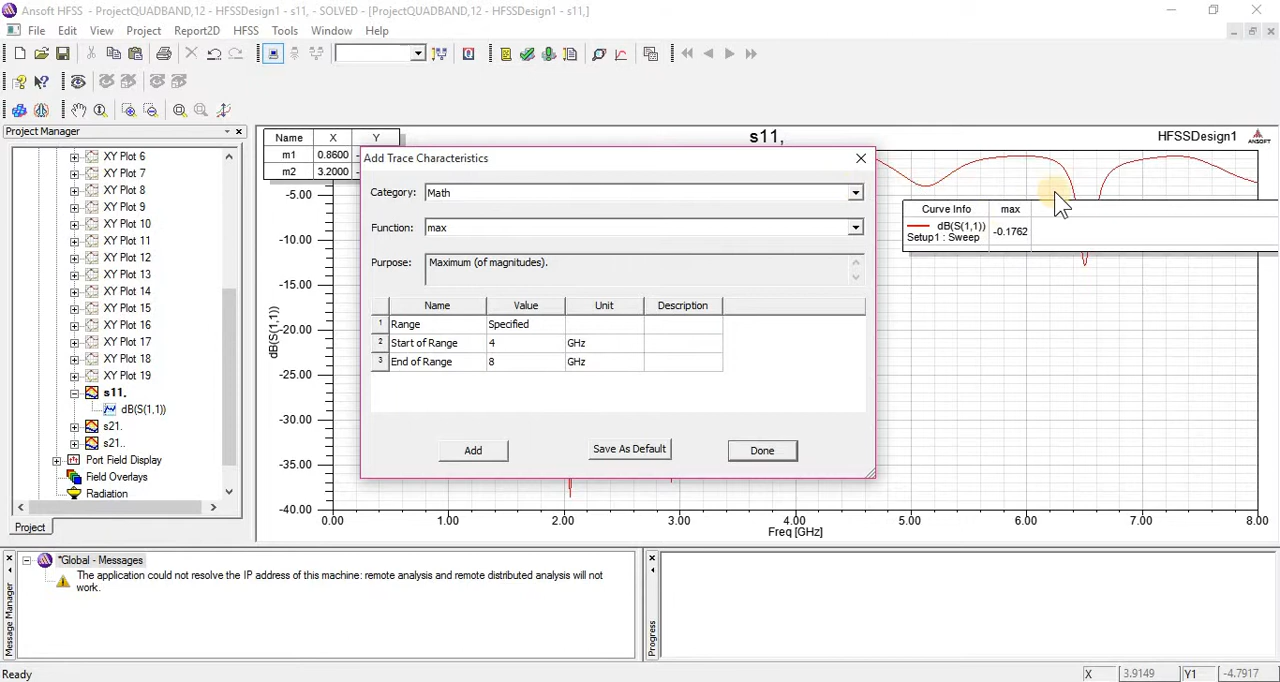 Ansoft HFSS - ProjectQUADBAND,12 - HFSSDesign1 - s11, - SOLVED - [ProjectQUADBAND,12 - HFSSDesign1 - s11,]
File Edit View Project Report2D HFSS Tools Window Help
Project Manager
XY Plot 6
XY Plot 7
XY Plot 8
XY Plot 9
XY Plot 10
XY Plot 11
XY Plot 12
XY Plot 13
XY Plot 14
XY Plot 15
XY Plot 16
XY Plot 17
XY Plot 18
XY Plot 19
s11,
dB(S(1,1))
s21,
s21..
Port Field Display
Field Overlays
Radiation
Project
Name X Y
m1 0.8600
m2 3.2000
s11,
HFSSDesign1
ANSOFT
Curve Info max
dB(S(1,1))
Setup1 : Sweep
-0.1762
-5.00
-10.00
-15.00
-20.00
-25.00
-30.00
-35.00
-40.00
dB(S(1,1))
0.00 1.00 2.00 3.00 4.00 5.00 6.00 7.00 8.00
Freq [GHz]
Add Trace Characteristics
Category: Math
Function: max
Purpose: Maximum (of magnitudes).
Name Value Unit Description
1 Range Specified
2 Start of Range 4 GHz
3 End of Range 8 GHz
Add Save As Default Done
Message Manager
*Global - Messages
The application could not resolve the IP address of this machine: remote analysis and remote distributed analysis will not
work.
Progress
Ready
X 3.9149 Y1 -4.7917